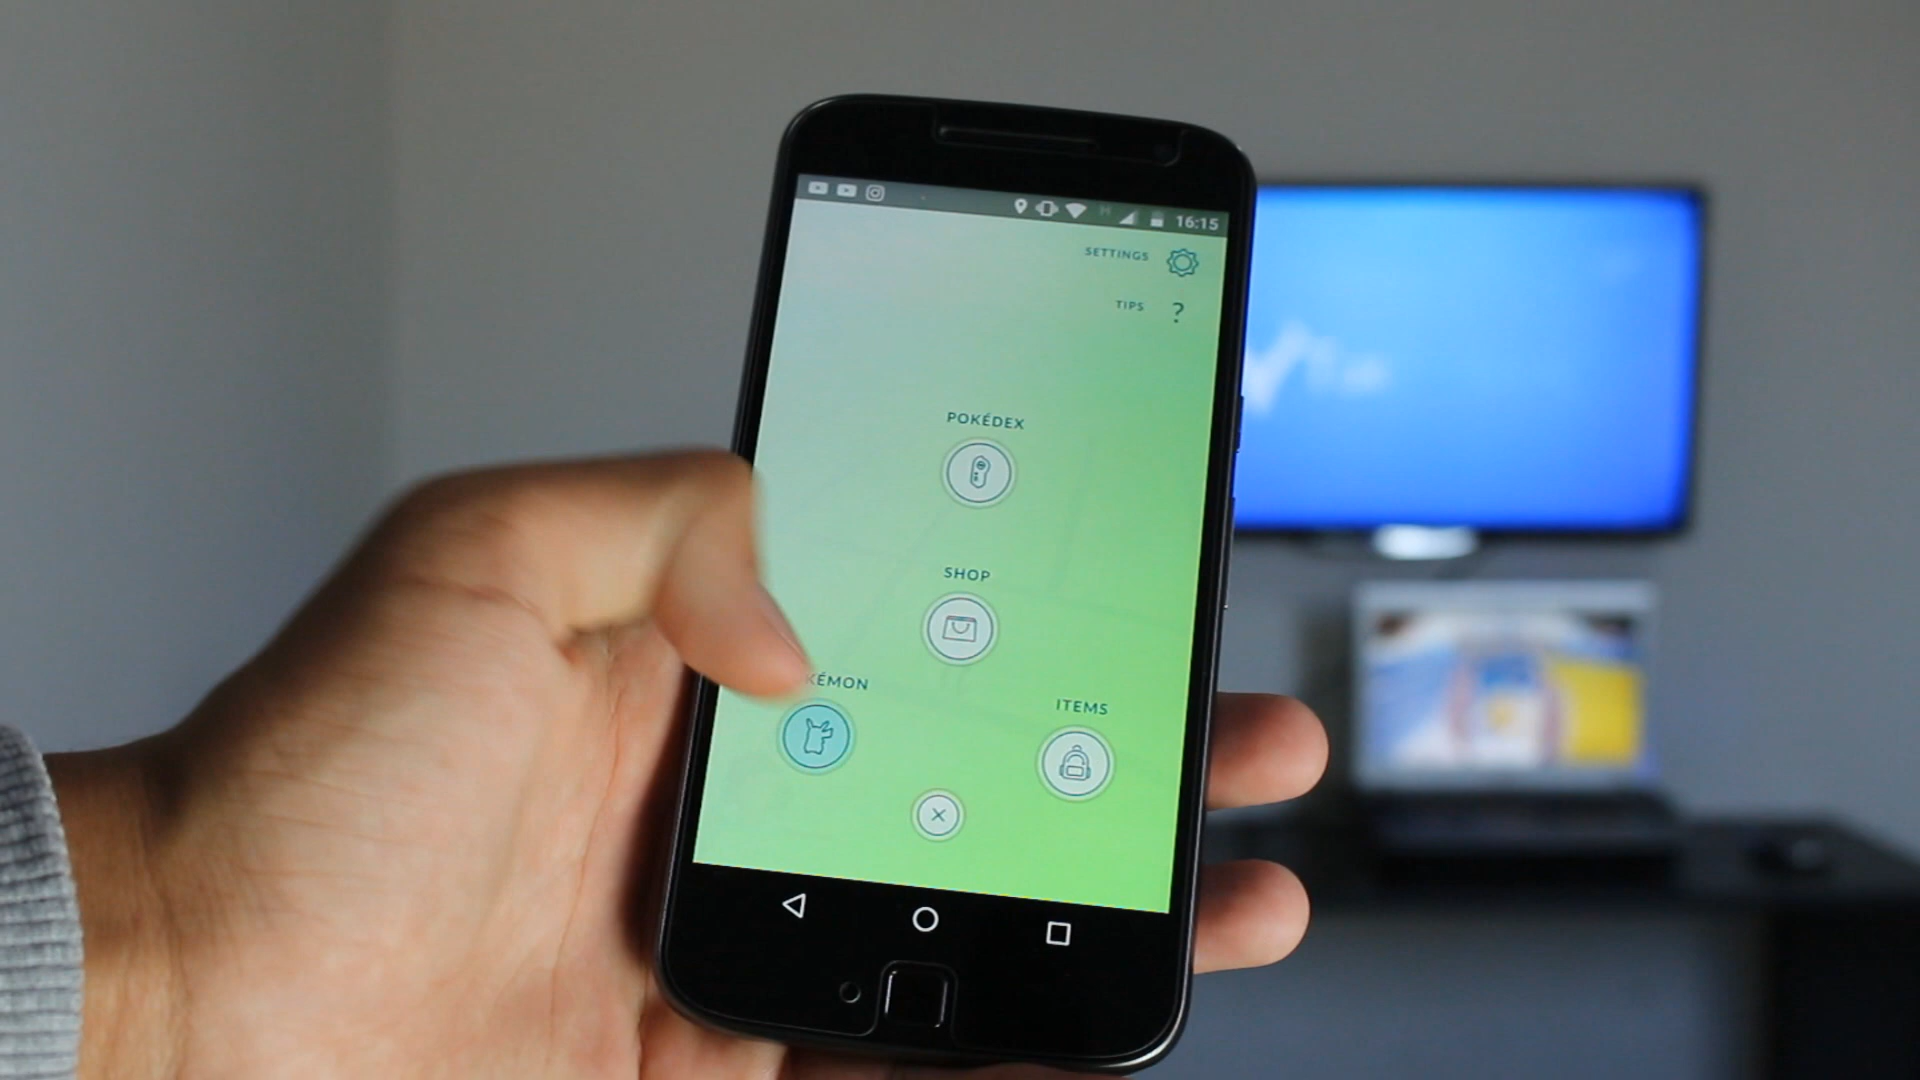 16:15
SETTINGS
TIPS ?
POKÉDEX
SHOP
KÉMON
ITEMS